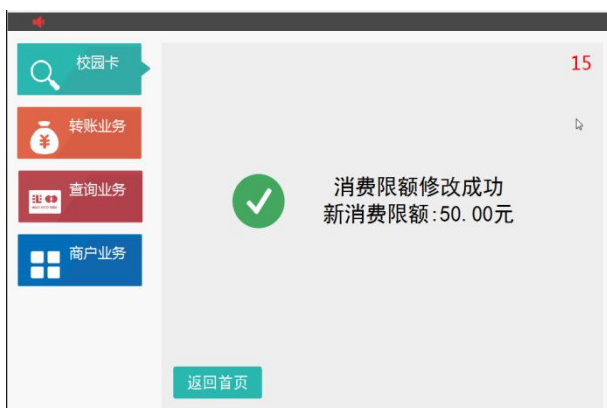 校园卡
15
转账业务
¥
查询业务
商户业务
消费限额修改成功
新消费限额:50.00元
返回首页